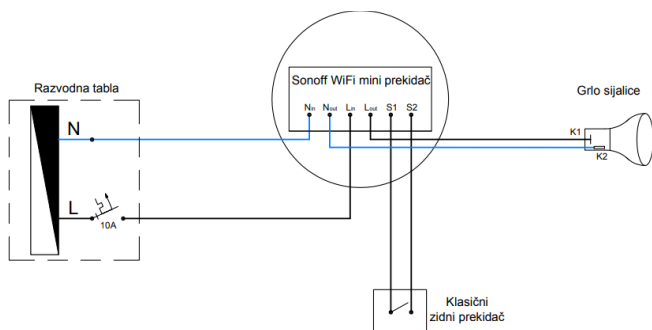 Razvodna tabla
N
L
10A
Sonoff WiFi mini prekidač
Nin Nout Lin Lout S1 S2
Grlo sijalice
K1
K2
Klasični
zidni prekidač